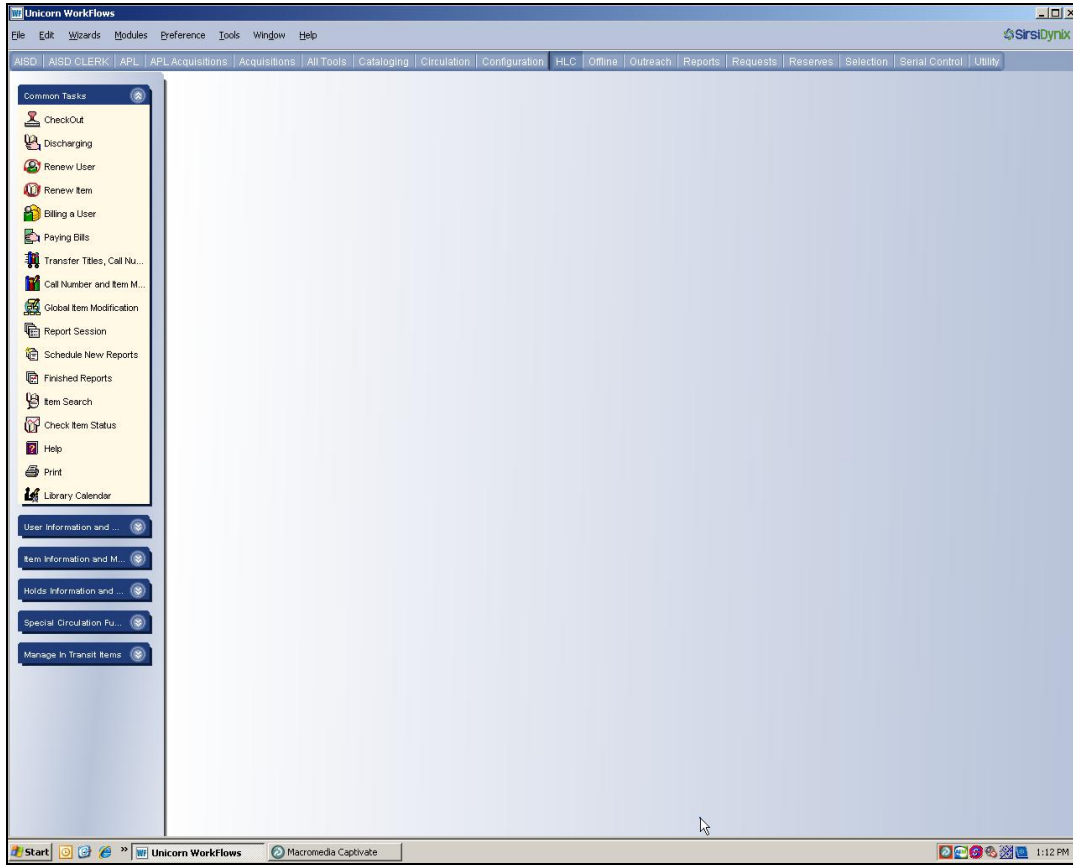 Unicorn WorkFlows
File Edit Wizards Modules Preference Tools Window Help
SirsiDynix
AISD AISD CLERK APL APL Acquisitions Acquisitions All Tools Cataloging Circulation Configuration HLC Offline Outreach Reports Requests Reserves Selection Serial Control Utility
Common Tasks
CheckOut
Discharging
Renew User
Renew Item
Billing a User
Paying Bills
Transfer Titles, Call Nu...
Call Number and Item M...
Global Item Modification
Report Session
Schedule New Reports
Finished Reports
Item Search
Check Item Status
Help
Print
Library Calendar
User Information and ...
Item Information and M...
Holds Information and ...
Special Circulation Fu...
Manage In Transit Items
Start » WF Unicorn WorkFlows Macromedia Captivate 1:12 PM